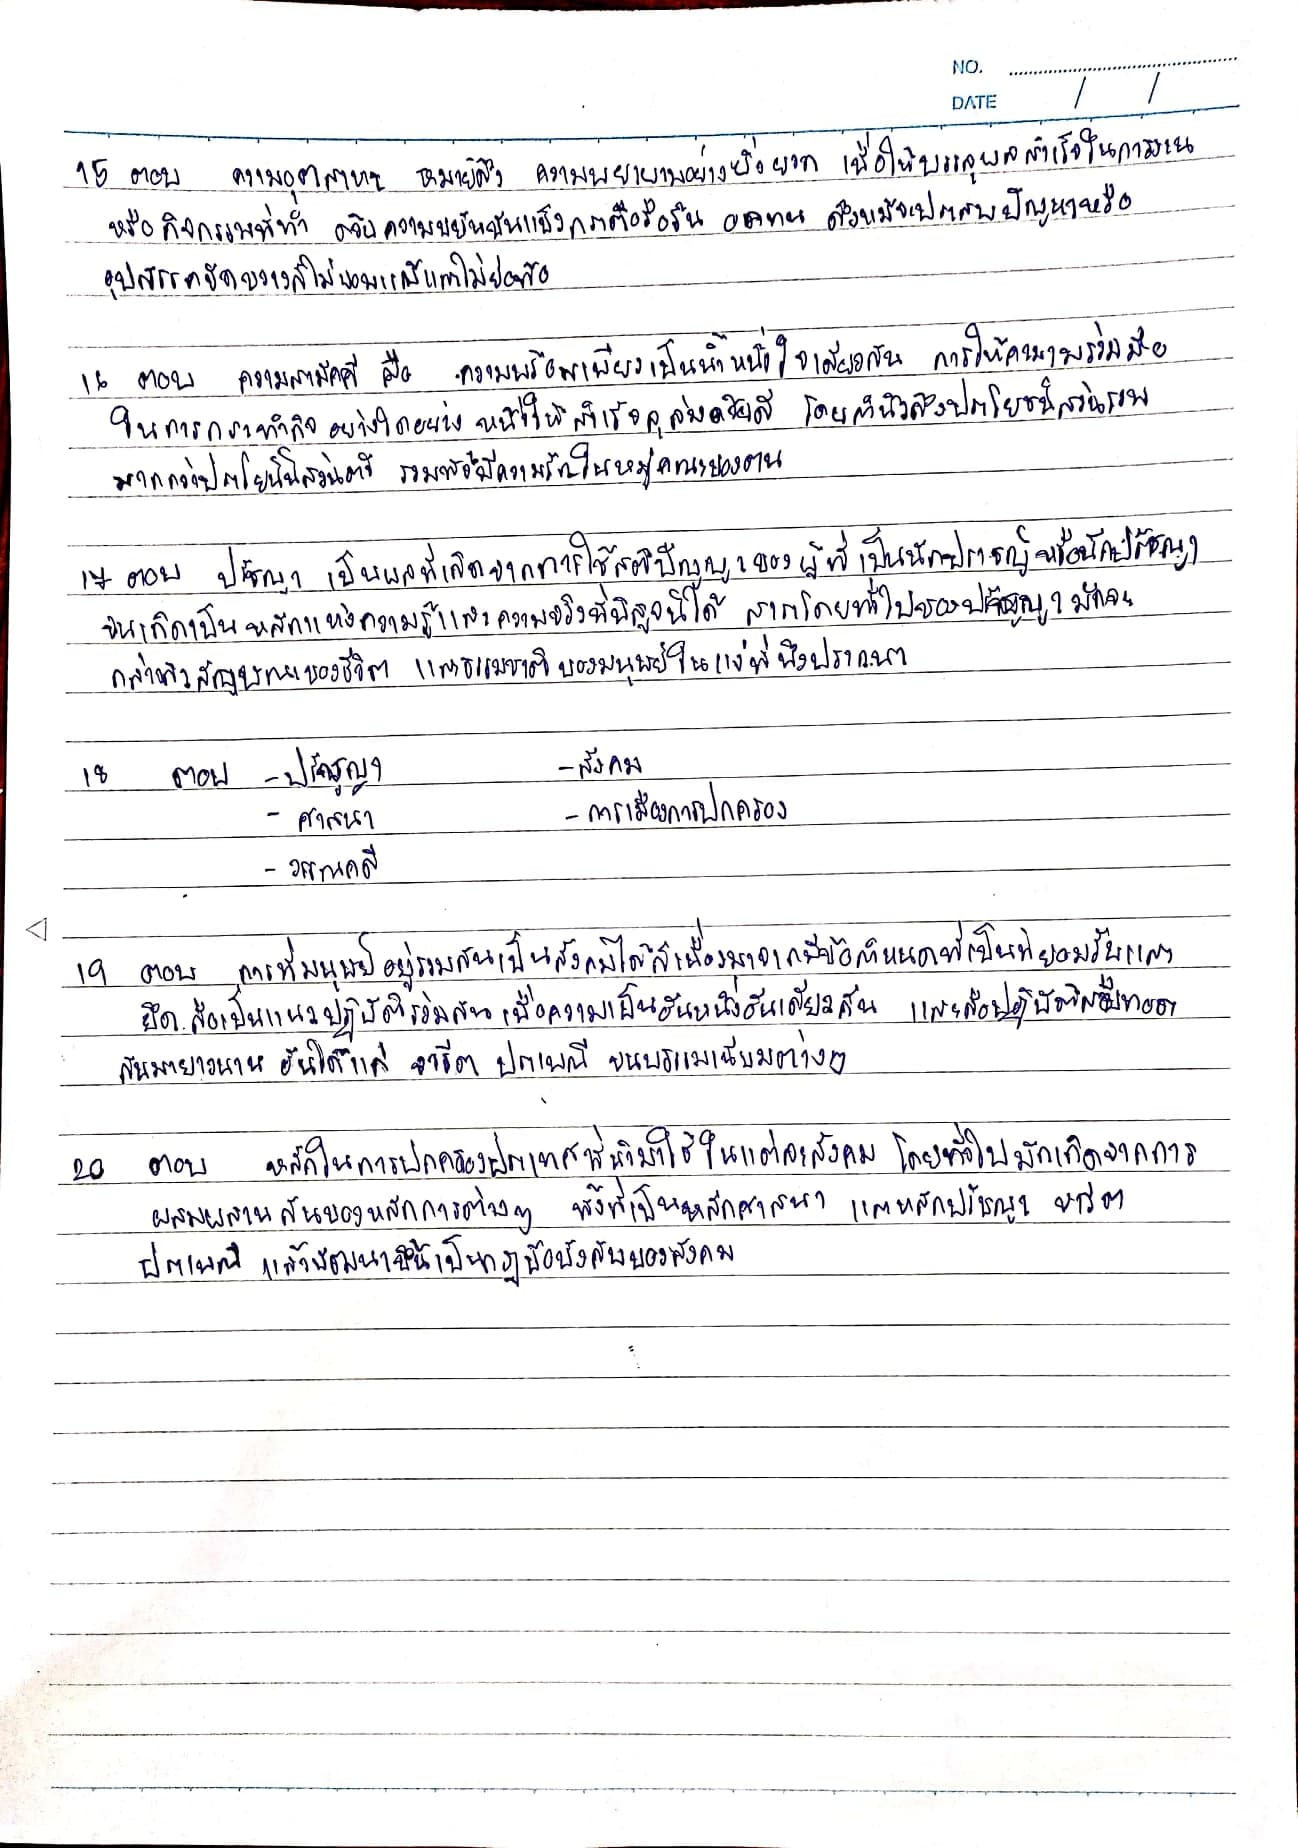 NO.
DATE / /
15 ตอบ ความอุตสาหะ หมายถึง ความพยายามอย่างยิ่งยวด เพื่อให้บรรลุผลสำเร็จในการงาน
หรือกิจกรรมที่ทำ ด้วยความขยันขันแข็งกระตือรือร้น อดทน ถึงแม้จะประสบปัญหาหรือ
อุปสรรคขัดขวางก็ไม่ยอมแพ้และไม่ย่อท้อ
16 ตอบ ความสามัคคี คือ ความพร้อมเพียงเป็นน้ำหนึ่งใจเดียวกัน การให้ความร่วมมือ
ในการกระทำกิจอย่างใดอย่างหนึ่งให้สำเร็จลุล่วงด้วยดี โดยคำนึงถึงประโยชน์ส่วนรวม
มากกว่าประโยชน์ส่วนตัว รวมทั้งมีความรักในหมู่คณะของตน
17 ตอบ ปรัชญา เป็นผลที่เกิดจากการใช้สติปัญญาของผู้ที่เป็นนักปราชญ์หรือนักปรัชญา
จนเกิดเป็นหลักแห่งความรู้และความจริงที่พิสูจน์ได้ สาระโดยทั่วไปของปรัชญามักจะ
กล่าวถึงสัญลักษณะของชีวิต และธรรมชาติของมนุษย์ในแง่ที่พึงปรารถนา
18 ตอบ - ปรัชญา - สังคม
- ศาสนา - การเมืองการปกครอง
- วรรณคดี
19 ตอบ การที่มนุษย์อยู่รวมกันเป็นสังคมได้ก็เนื่องมาจากมีข้อกำหนดที่เป็นที่ยอมรับและ
ยึดถือเป็นแนวปฏิบัติร่วมกัน เพื่อความเป็นอันหนึ่งอันเดียวกัน และถือปฏิบัติสืบทอด
กันมายาวนาน อันได้แก่ จารีต ประเพณี ขนบธรรมเนียมต่างๆ
20 ตอบ หลักในการปกครองประเทศที่นำมาใช้ในแต่ละสังคม โดยทั่วไปมักเกิดจากการ
ผสมผสานกันของหลักการต่างๆ ทั้งที่เป็นหลักศาสนา และหลักปรัชญา จารีต
ประเพณี แล้วพัฒนาขึ้นเป็นกฎข้อบังคับของสังคม